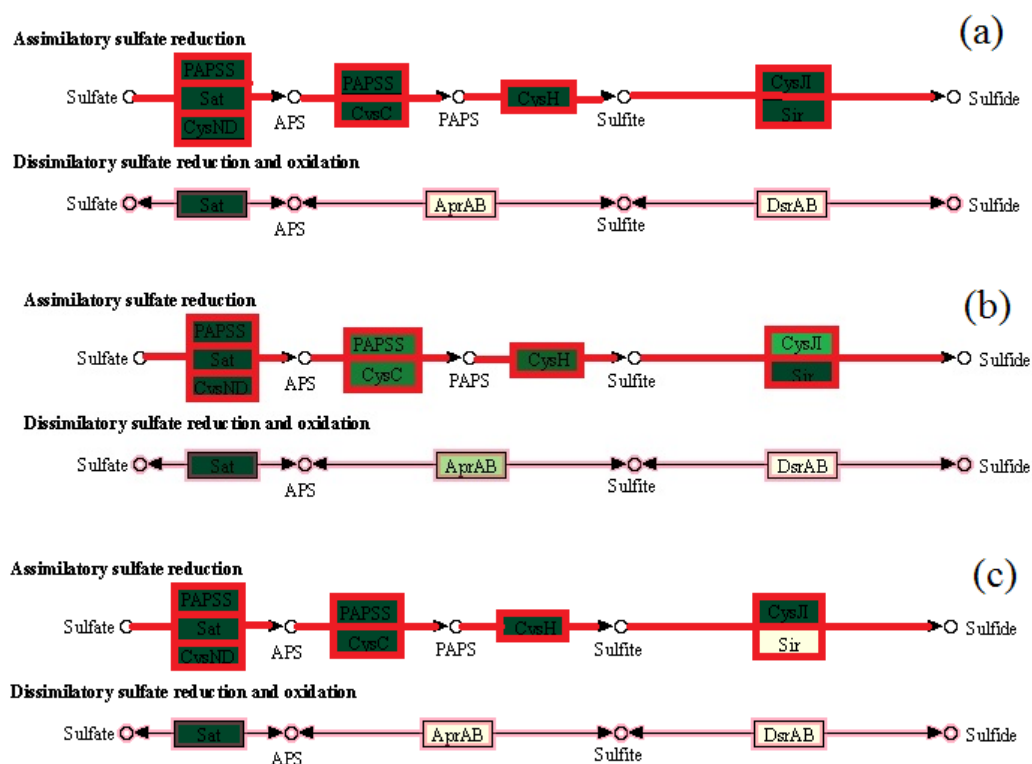 (a)
Assimilatory sulfate reduction
PAPSS
PAPSS
CysJI
Sulfate
Sat
CysH
Sulfide
CysND
APS
CysC
PAPS
Sulfite
Sir
Dissimilatory sulfate reduction and oxidation
Sulfate
Sat
AprAB
DsrAB
Sulfide
APS
Sulfite
(b)
Assimilatory sulfate reduction
PAPSS
PAPSS
CysJI
Sulfate
Sat
CysH
Sulfide
CysND
APS
CysC
PAPS
Sulfite
Sir
Dissimilatory sulfate reduction and oxidation
Sulfate
Sat
AprAB
DsrAB
Sulfide
APS
Sulfite
(c)
Assimilatory sulfate reduction
PAPSS
PAPSS
CysJI
Sulfate
Sat
CysH
Sulfide
CysND
APS
CysC
PAPS
Sulfite
Sir
Dissimilatory sulfate reduction and oxidation
Sulfate
Sat
AprAB
DsrAB
Sulfide
APS
Sulfite